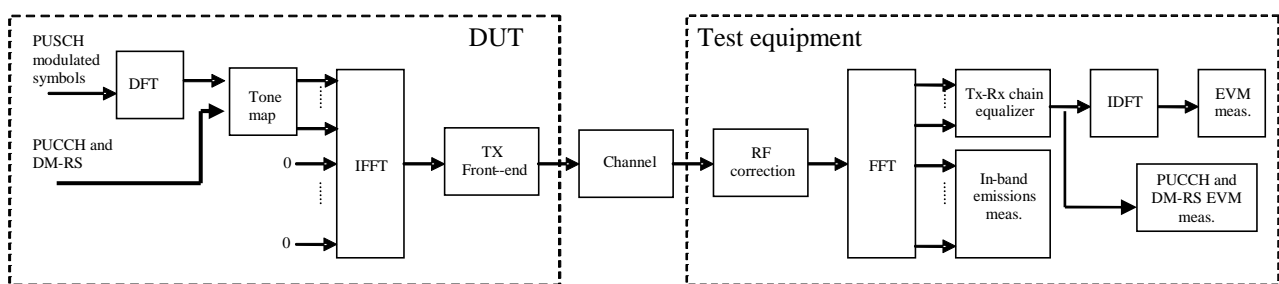 DUT
Test equipment
PUSCH
modulated
symbols
DFT
Tone
map
PUCCH and
DM-RS
0
0
IFFT
TX
Front--end
Channel
RF
correction
FFT
Tx-Rx chain
equalizer
IDFT
EVM
meas.
In-band
emissions
meas.
PUCCH and
DM-RS EVM
meas.